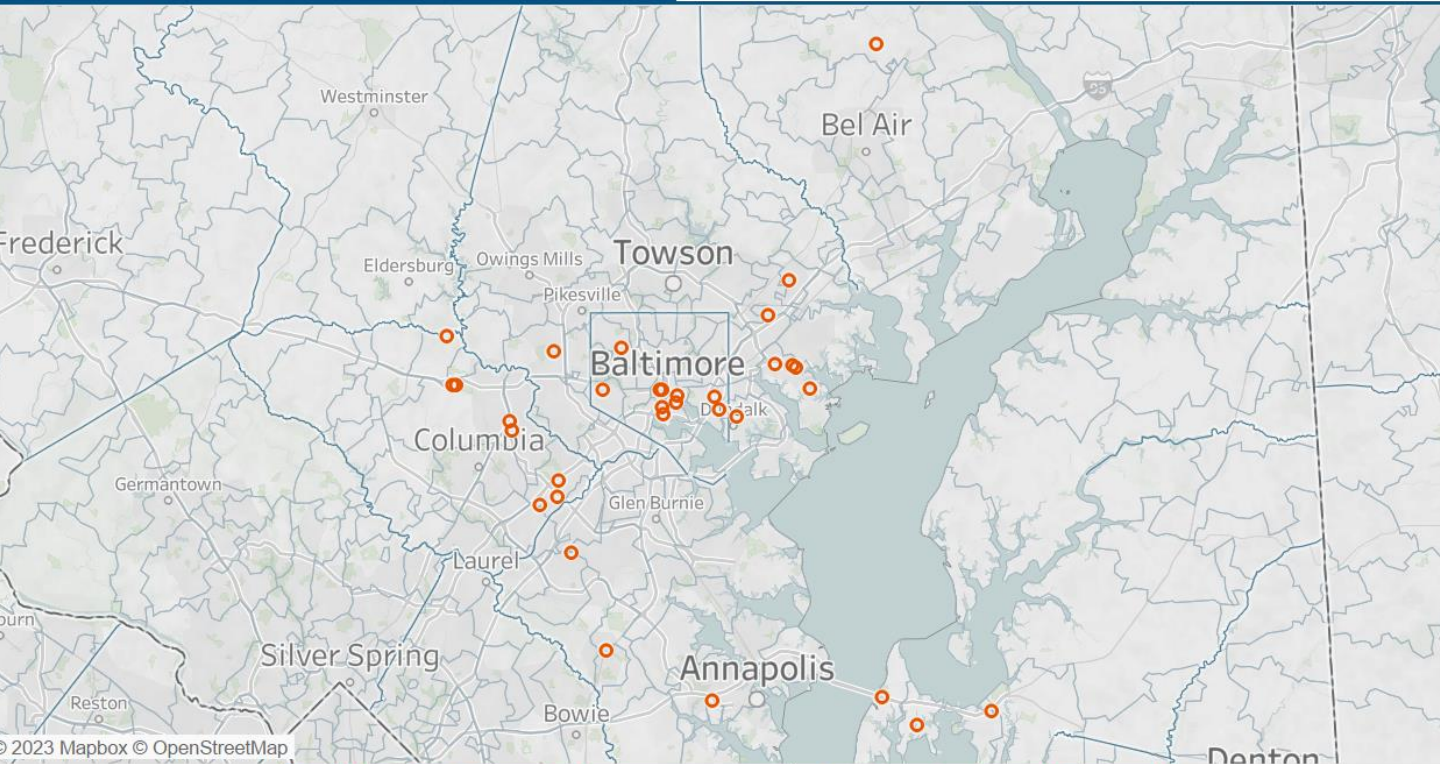 95
Westminster
Bel Air
Frederick
Towson
Eldersburg
Owings Mills
Pikesville
Baltimore
Columbia
Germantown
Glen Burnie
Laurel
Silver Spring
Annapolis
Reston
Bowie
© 2023 Mapbox © OpenStreetMap
Denton